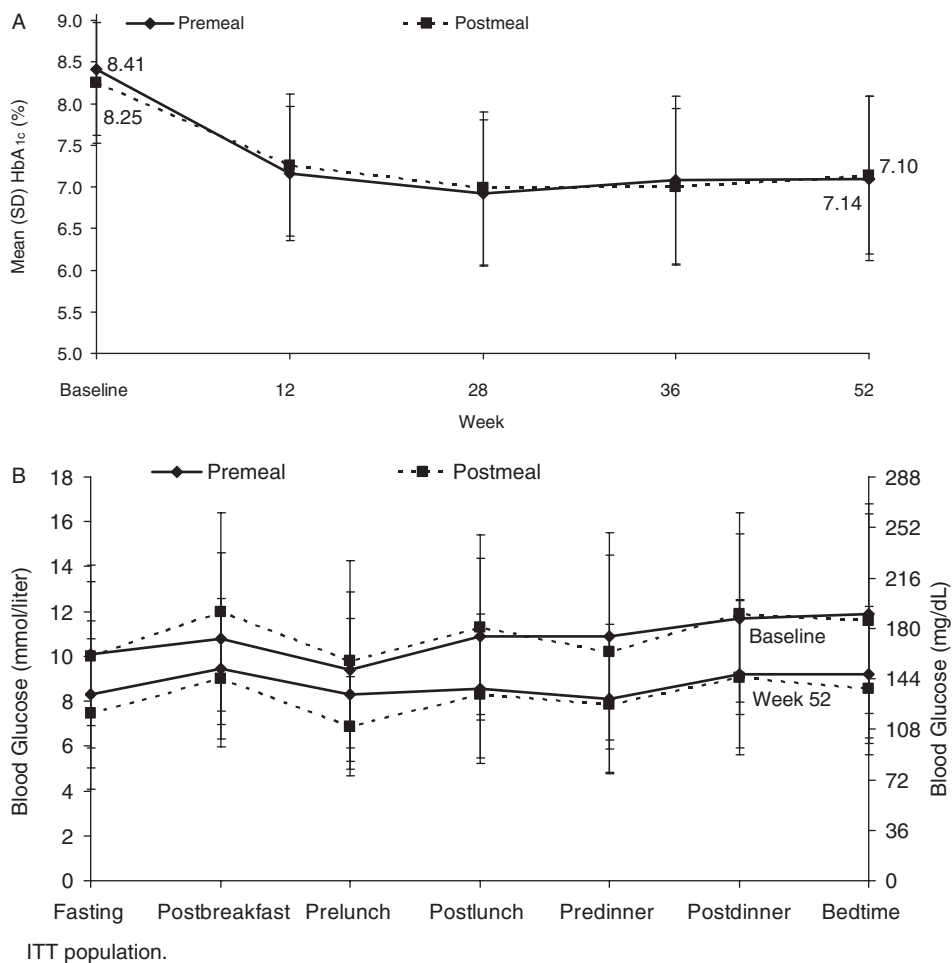 A
Premeal Postmeal
Mean (SD) HbA1c (%)
9.0
8.5
8.0
7.5
7.0
6.5
6.0
5.5
5.0
8.41
8.25
7.10
7.14
Baseline 12 28 36 52
Week
B
Premeal Postmeal
Blood Glucose (mmol/liter)
18
16
14
12
10
8
6
4
2
0
Baseline
Week 52
288
252
216
180
144
108
72
36
0
Blood Glucose (mg/dL)
Fasting Postbreakfast Prelunch Postlunch Predinner Postdinner Bedtime
ITT population.